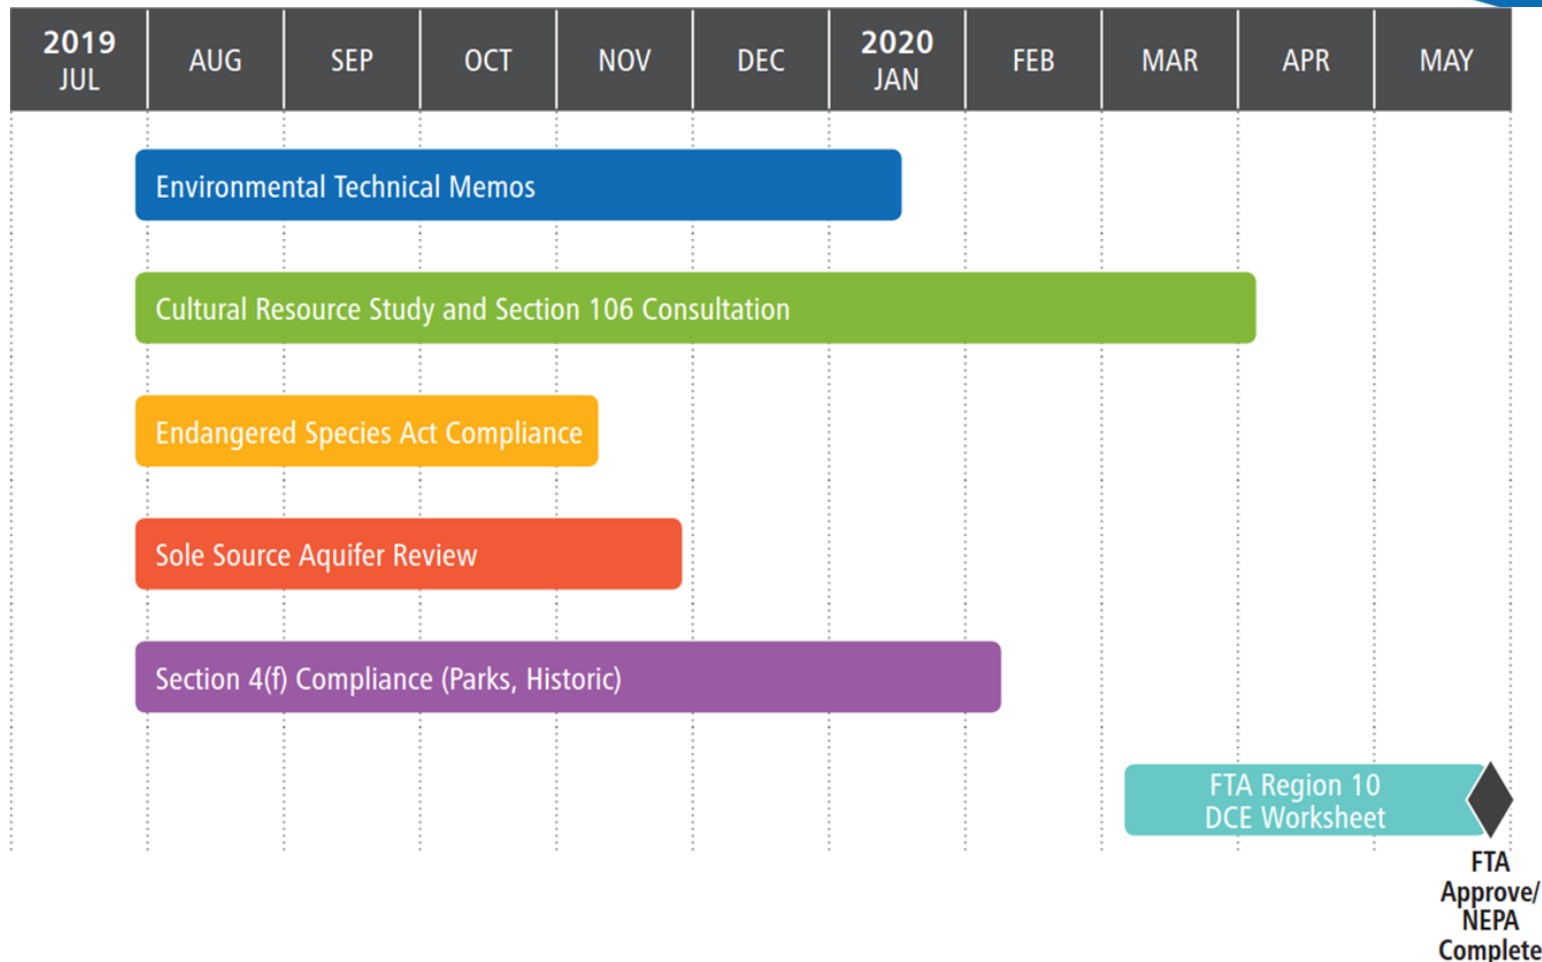 2019
JUL
AUG
SEP
OCT
NOV
DEC
2020
JAN
FEB
MAR
APR
MAY
Environmental Technical Memos
Cultural Resource Study and Section 106 Consultation
Endangered Species Act Compliance
Sole Source Aquifer Review
Section 4(f) Compliance (Parks, Historic)
FTA Region 10
DCE Worksheet
FTA
Approve/
NEPA
Complete